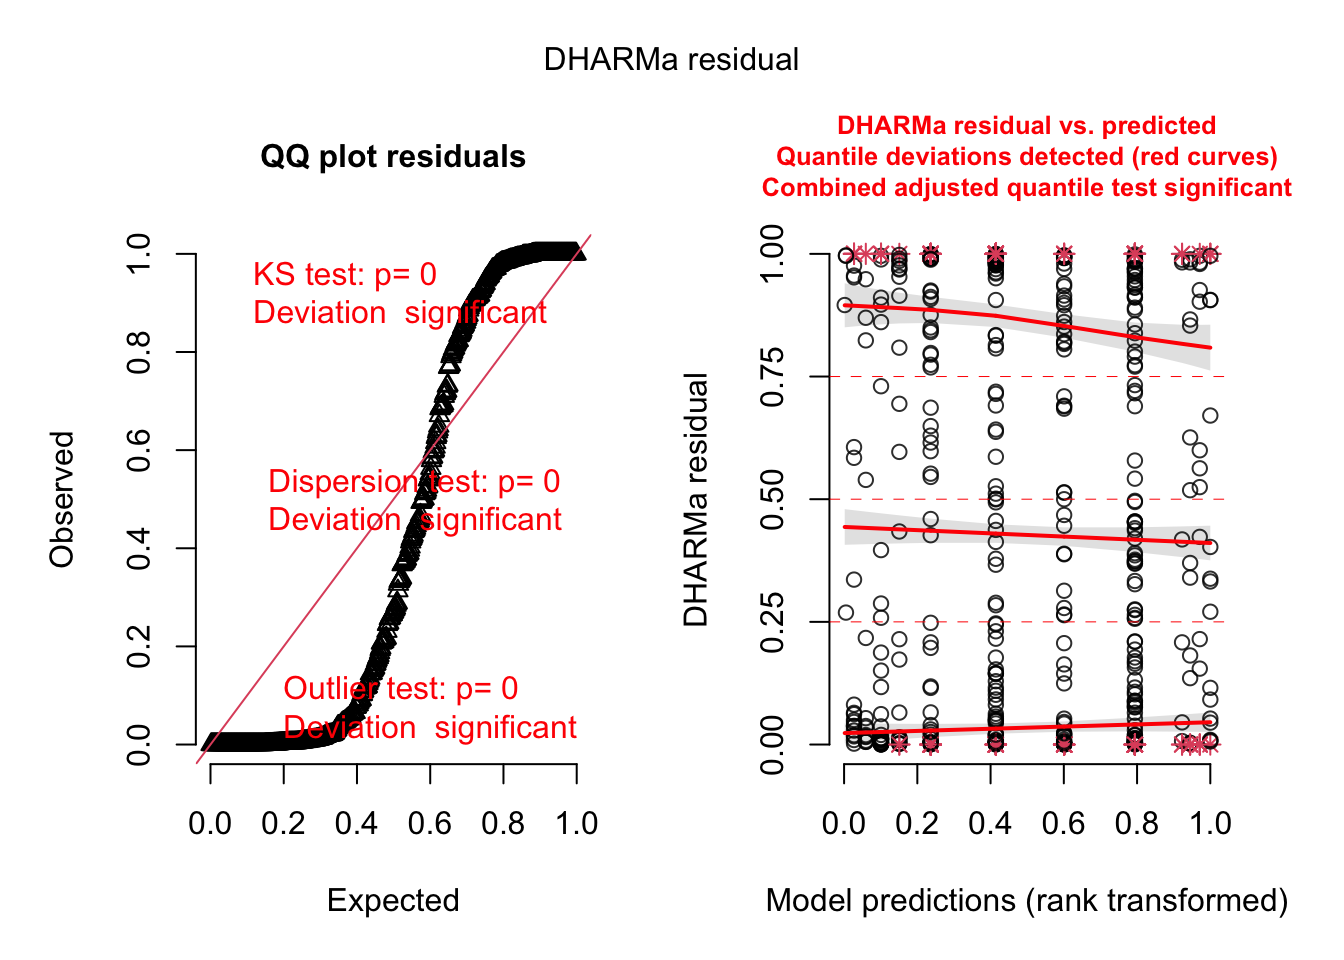 DHARMa residual
QQ plot residuals
KS test: p= 0
Deviation  significant
Dispersion test: p= 0
Deviation  significant
Outlier test: p= 0
Deviation  significant
Observed
0.0 0.2 0.4 0.6 0.8 1.0
0.0 0.2 0.4 0.6 0.8 1.0
Expected
DHARMa residual vs. predicted
Quantile deviations detected (red curves)
Combined adjusted quantile test significant
DHARMa residual
0.00 0.25 0.50 0.75 1.00
0.0 0.2 0.4 0.6 0.8 1.0
Model predictions (rank transformed)